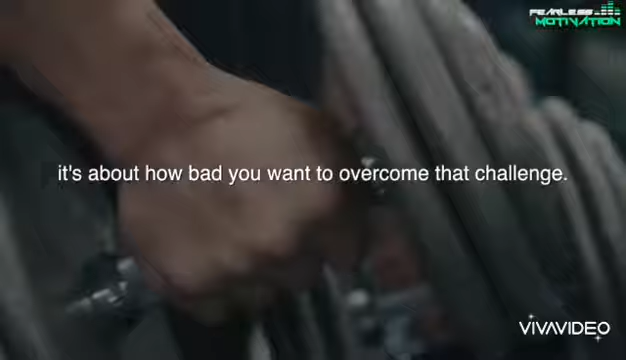 FEARLESS
MOTIVATION
it's about how bad you want to overcome that challenge.
VIVAVIDEO